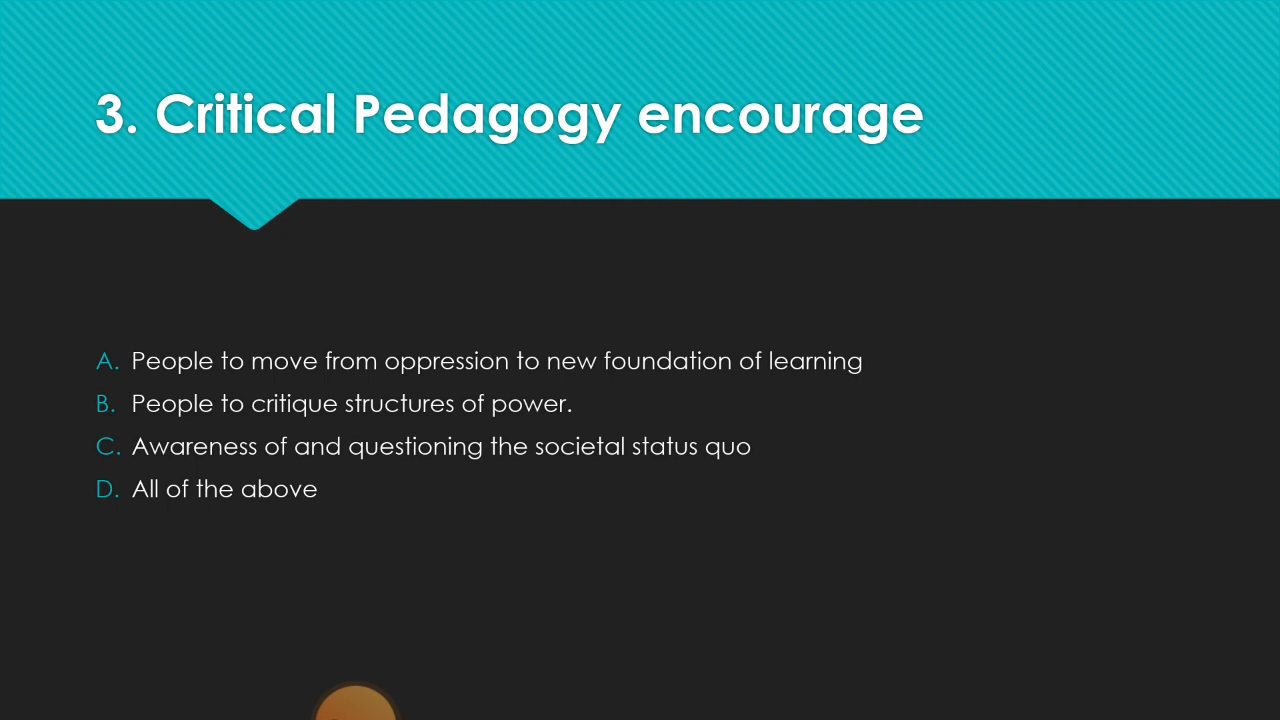 3. Critical Pedagogy encourage
A. People to move from oppression to new foundation of learning
B. People to critique structures of power.
C. Awareness of and questioning the societal status quo
D. All of the above